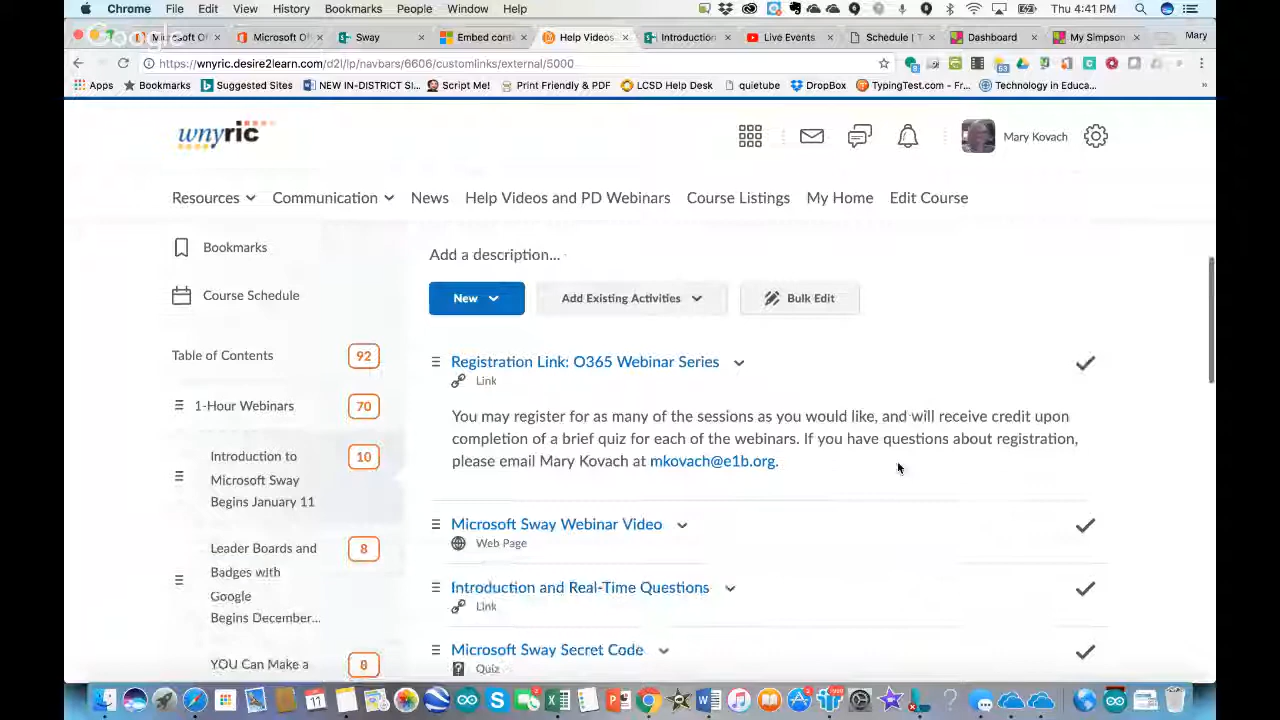 Chrome File Edit View History Bookmarks People Window Help Thu 4:41 PM
Google
Microsoft Of Microsoft O Sway Embed con Help Videos Introduction Live Events Schedule | T Dashboard My Simpson Mary
https://wnyric.desire2learn.com/d2l/lp/navbars/6606/customlinks/external/5000
Apps Bookmarks Suggested Sites NEW IN-DISTRICT SI... Script Me! Print Friendly & PDF LCSD Help Desk quietube DropBox TypingTest.com - Fr... Technology in Educa...
wnyric
Mary Kovach
Resources Communication News Help Videos and PD Webinars Course Listings My Home Edit Course
Bookmarks
Course Schedule
Table of Contents 92
1-Hour Webinars 70
Introduction to 10
Microsoft Sway
Begins January 11
Leader Boards and 8
Badges with
Google
Begins December...
YOU Can Make a 8
Add a description...
New Add Existing Activities Bulk Edit
Registration Link: O365 Webinar Series
Link
You may register for as many of the sessions as you would like, and will receive credit upon
completion of a brief quiz for each of the webinars. If you have questions about registration,
please email Mary Kovach at mkovach@e1b.org.
Microsoft Sway Webinar Video
Web Page
Introduction and Real-Time Questions
Link
Microsoft Sway Secret Code
Quiz